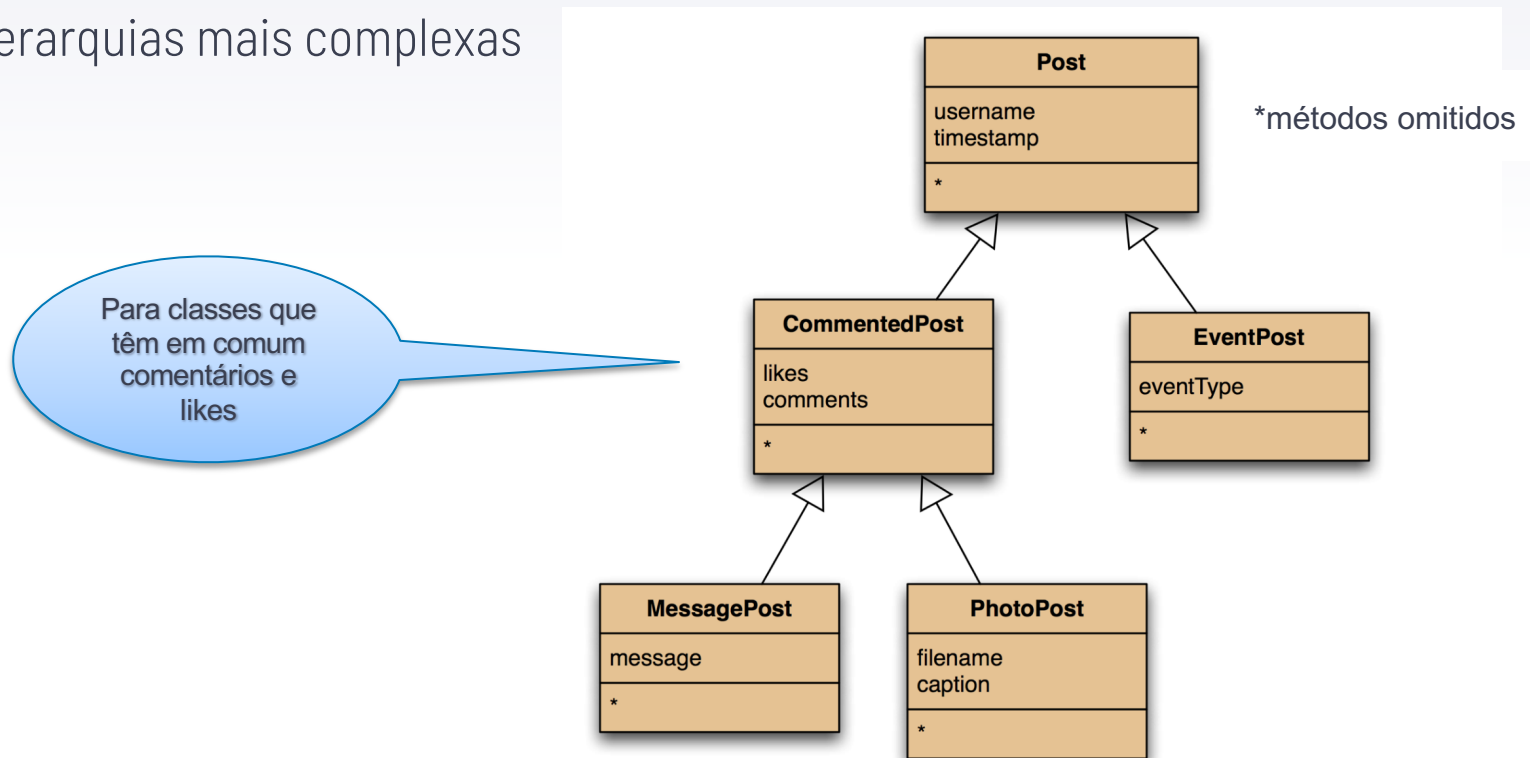 erarquias mais complexas
Post
username
timestamp
*
*métodos omitidos
Para classes que
têm em comum
comentários e
likes
CommentedPost
likes
comments
*
EventPost
eventType
*
MessagePost
message
*
PhotoPost
filename
caption
*